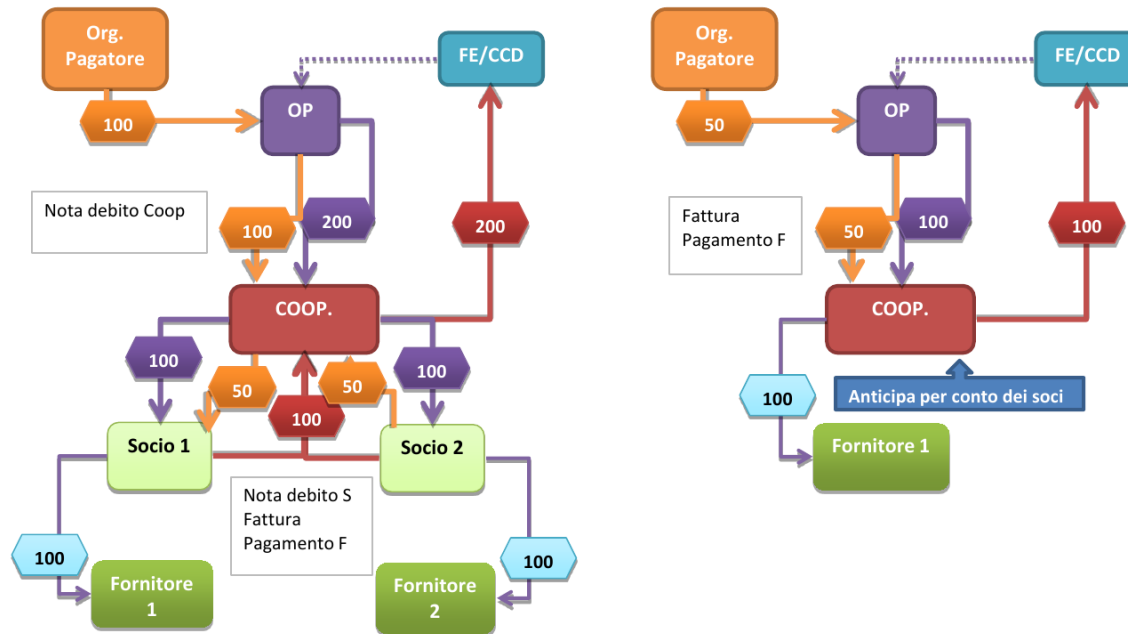 Org.
Pagatore
FE/CCD
100
OP
Nota debito Coop
100
200
200
COOP.
100
50
100
50
100
Socio 1
Socio 2
Nota debito S
Fattura
Pagamento F
100
100
Fornitore
1
Fornitore
2
Org.
Pagatore
FE/CCD
50
OP
Fattura
Pagamento F
50
100
100
COOP.
100
Anticipa per conto dei soci
Fornitore 1